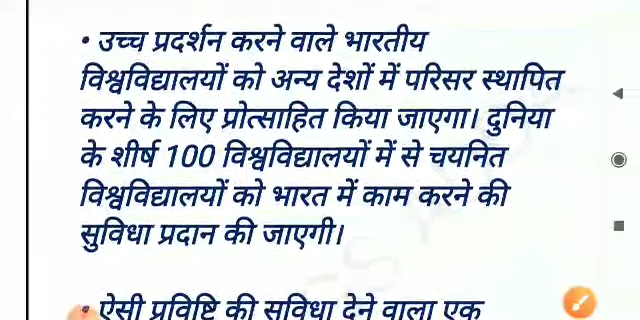 • उच्च प्रदर्शन करने वाले भारतीय
विश्वविद्यालयों को अन्य देशों में परिसर स्थापित
करने के लिए प्रोत्साहित किया जाएगा। दुनिया
के शीर्ष 100 विश्वविद्यालयों में से चयनित
विश्वविद्यालयों को भारत में काम करने की
सुविधा प्रदान की जाएगी।
• ऐसी प्रविष्टि की सुविधा देने वाला एक